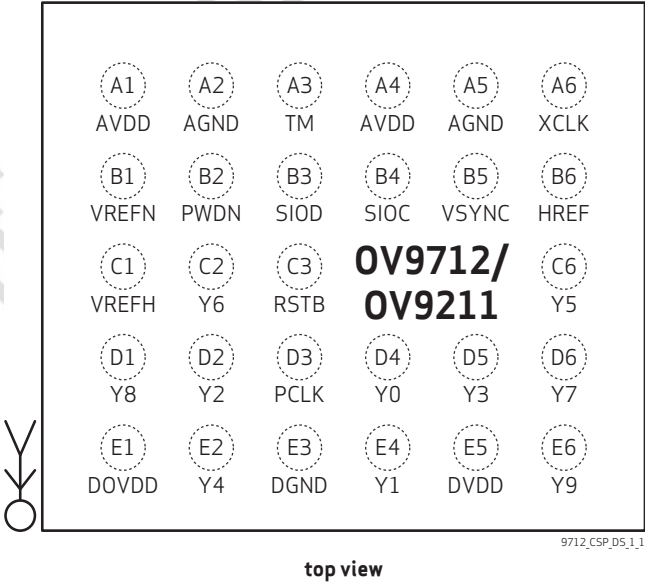 A1 A2 A3 A4 A5 A6
AVDD AGND TM AVDD AGND XCLK
B1 B2 B3 B4 B5 B6
VREFN PWDN SIOD SIOC VSYNC HREF
C1 C2 C3 OV9712/ C6
VREFH Y6 RSTB OV9211 Y5
D1 D2 D3 D4 D5 D6
Y8 Y2 PCLK Y0 Y3 Y7
E1 E2 E3 E4 E5 E6
DOVDD Y4 DGND Y1 DVDD Y9
9712_CSP_DS_1_1
top view